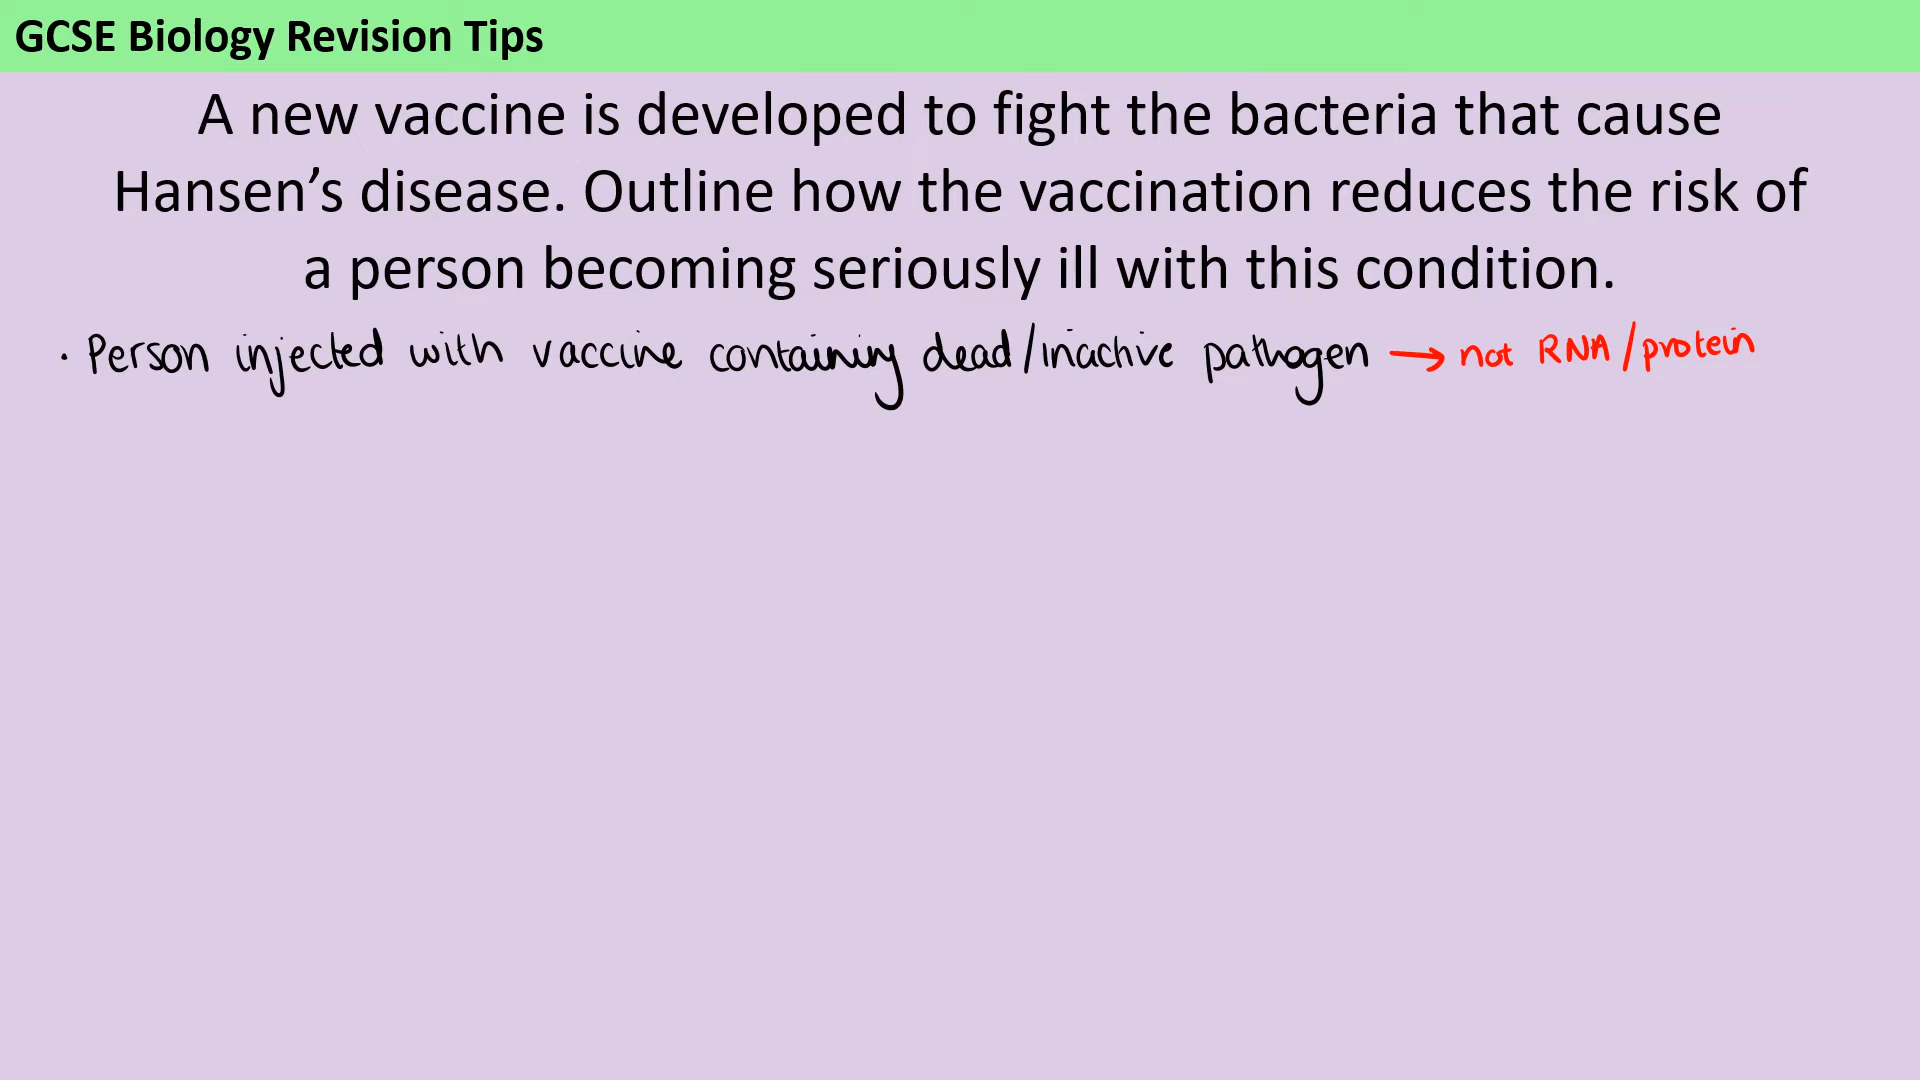 GCSE Biology Revision Tips
A new vaccine is developed to fight the bacteria that cause
Hansen’s disease. Outline how the vaccination reduces the risk of
a person becoming seriously ill with this condition.
· Person injected with vaccine containing dead/inactive pathogen → not RNA/protein